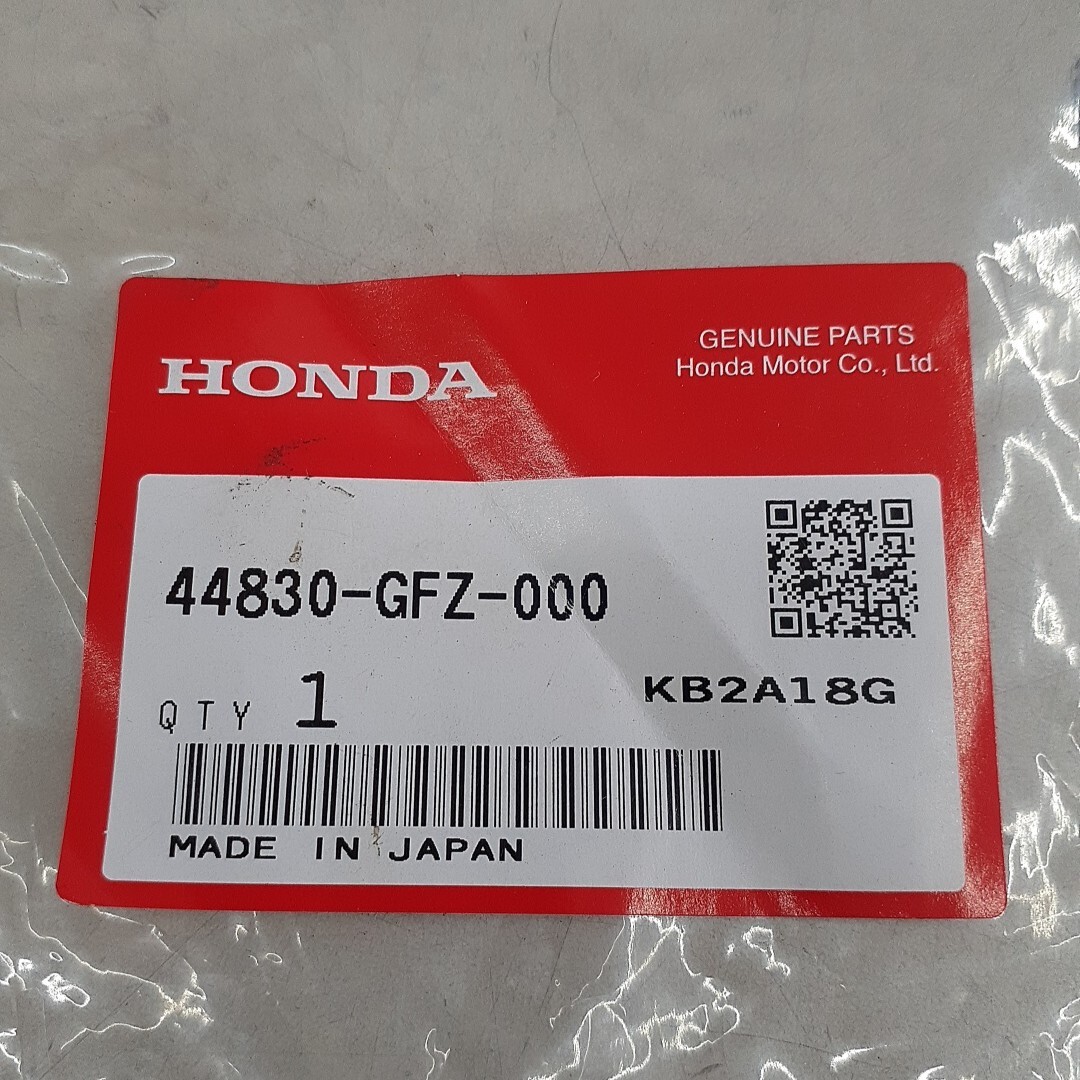 HONDA
GENUINE PARTS
Honda Motor Co., Ltd.
44830-GFZ-000
QTY 1
KB2A18G
MADE IN JAPAN